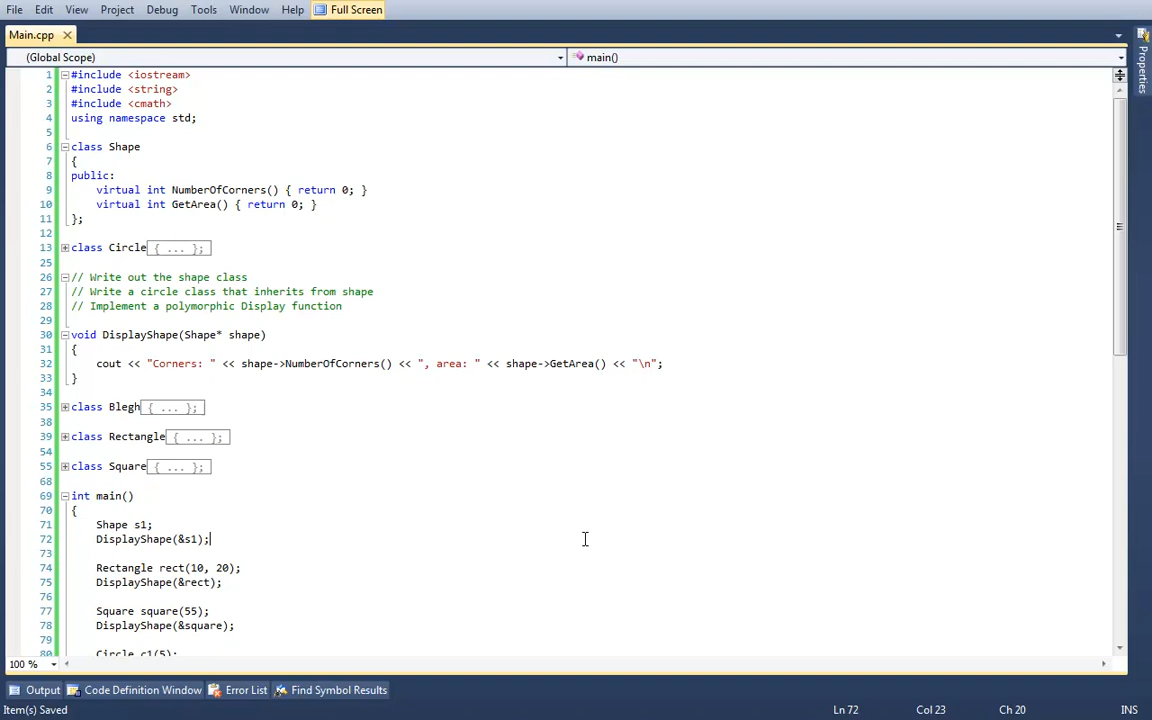 File Edit View Project Debug Tools Window Help Full Screen
Main.cpp
(Global Scope) main()
Properties
1 #include <iostream>
2 #include <string>
3 #include <cmath>
4 using namespace std;
5
6 class Shape
7 {
8 public:
9 virtual int NumberOfCorners() { return 0; }
10 virtual int GetArea() { return 0; }
11 };
12
13 class Circle { ... };
25
26 // Write out the shape class
27 // Write a circle class that inherits from shape
28 // Implement a polymorphic Display function
29
30 void DisplayShape(Shape* shape)
31 {
32 cout << "Corners: " << shape->NumberOfCorners() << ", area: " << shape->GetArea() << "\n";
33 }
34
35 class Blegh { ... };
38
39 class Rectangle { ... };
54
55 class Square { ... };
68
69 int main()
70 {
71 Shape s1;
72 DisplayShape(&s1);
73
74 Rectangle rect(10, 20);
75 DisplayShape(&rect);
76
77 Square square(55);
78 DisplayShape(&square);
79
80 Circle c1(5);
100 %
Output Code Definition Window Error List Find Symbol Results
Item(s) Saved Ln 72 Col 23 Ch 20 INS